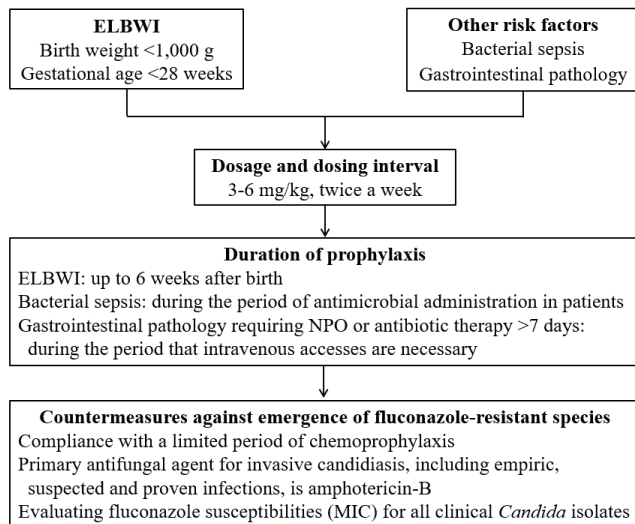 ELBWI
Birth weight <1,000 g
Gestational age <28 weeks
Other risk factors
Bacterial sepsis
Gastrointestinal pathology
Dosage and dosing interval
3-6 mg/kg, twice a week
Duration of prophylaxis
ELBWI: up to 6 weeks after birth
Bacterial sepsis: during the period of antimicrobial administration in patients
Gastrointestinal pathology requiring NPO or antibiotic therapy >7 days:
during the period that intravenous accesses are necessary
Countermeasures against emergence of fluconazole-resistant species
Compliance with a limited period of chemoprophylaxis
Primary antifungal agent for invasive candidiasis, including empiric,
suspected and proven infections, is amphotericin-B
Evaluating fluconazole susceptibilities (MIC) for all clinical Candida isolates